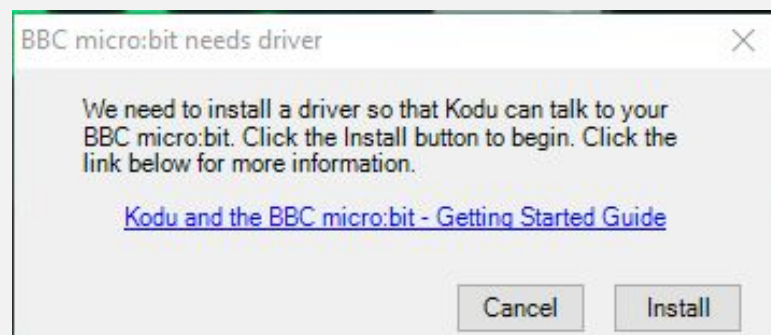 BBC micro:bit needs driver
We need to install a driver so that Kodu can talk to your
BBC micro:bit. Click the Install button to begin. Click the
link below for more information.
Kodu and the BBC micro:bit - Getting Started Guide
Cancel Install